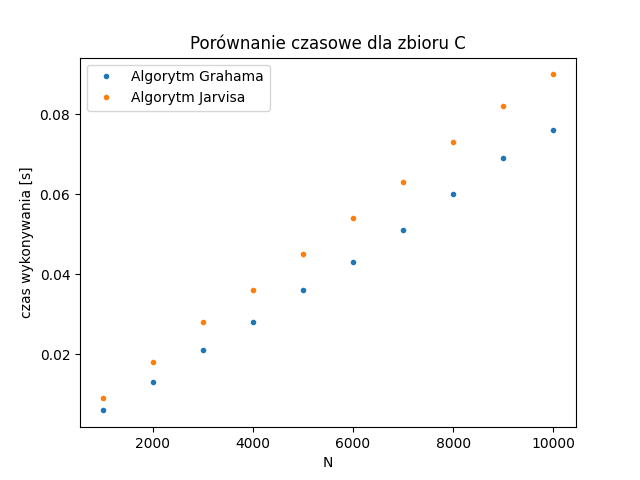 Porównanie czasowe dla zbioru C
Algorytm Grahama
Algorytm Jarvisa
czas wykonywania [s]
0.08
0.06
0.04
0.02
2000 4000 6000 8000 10000
N